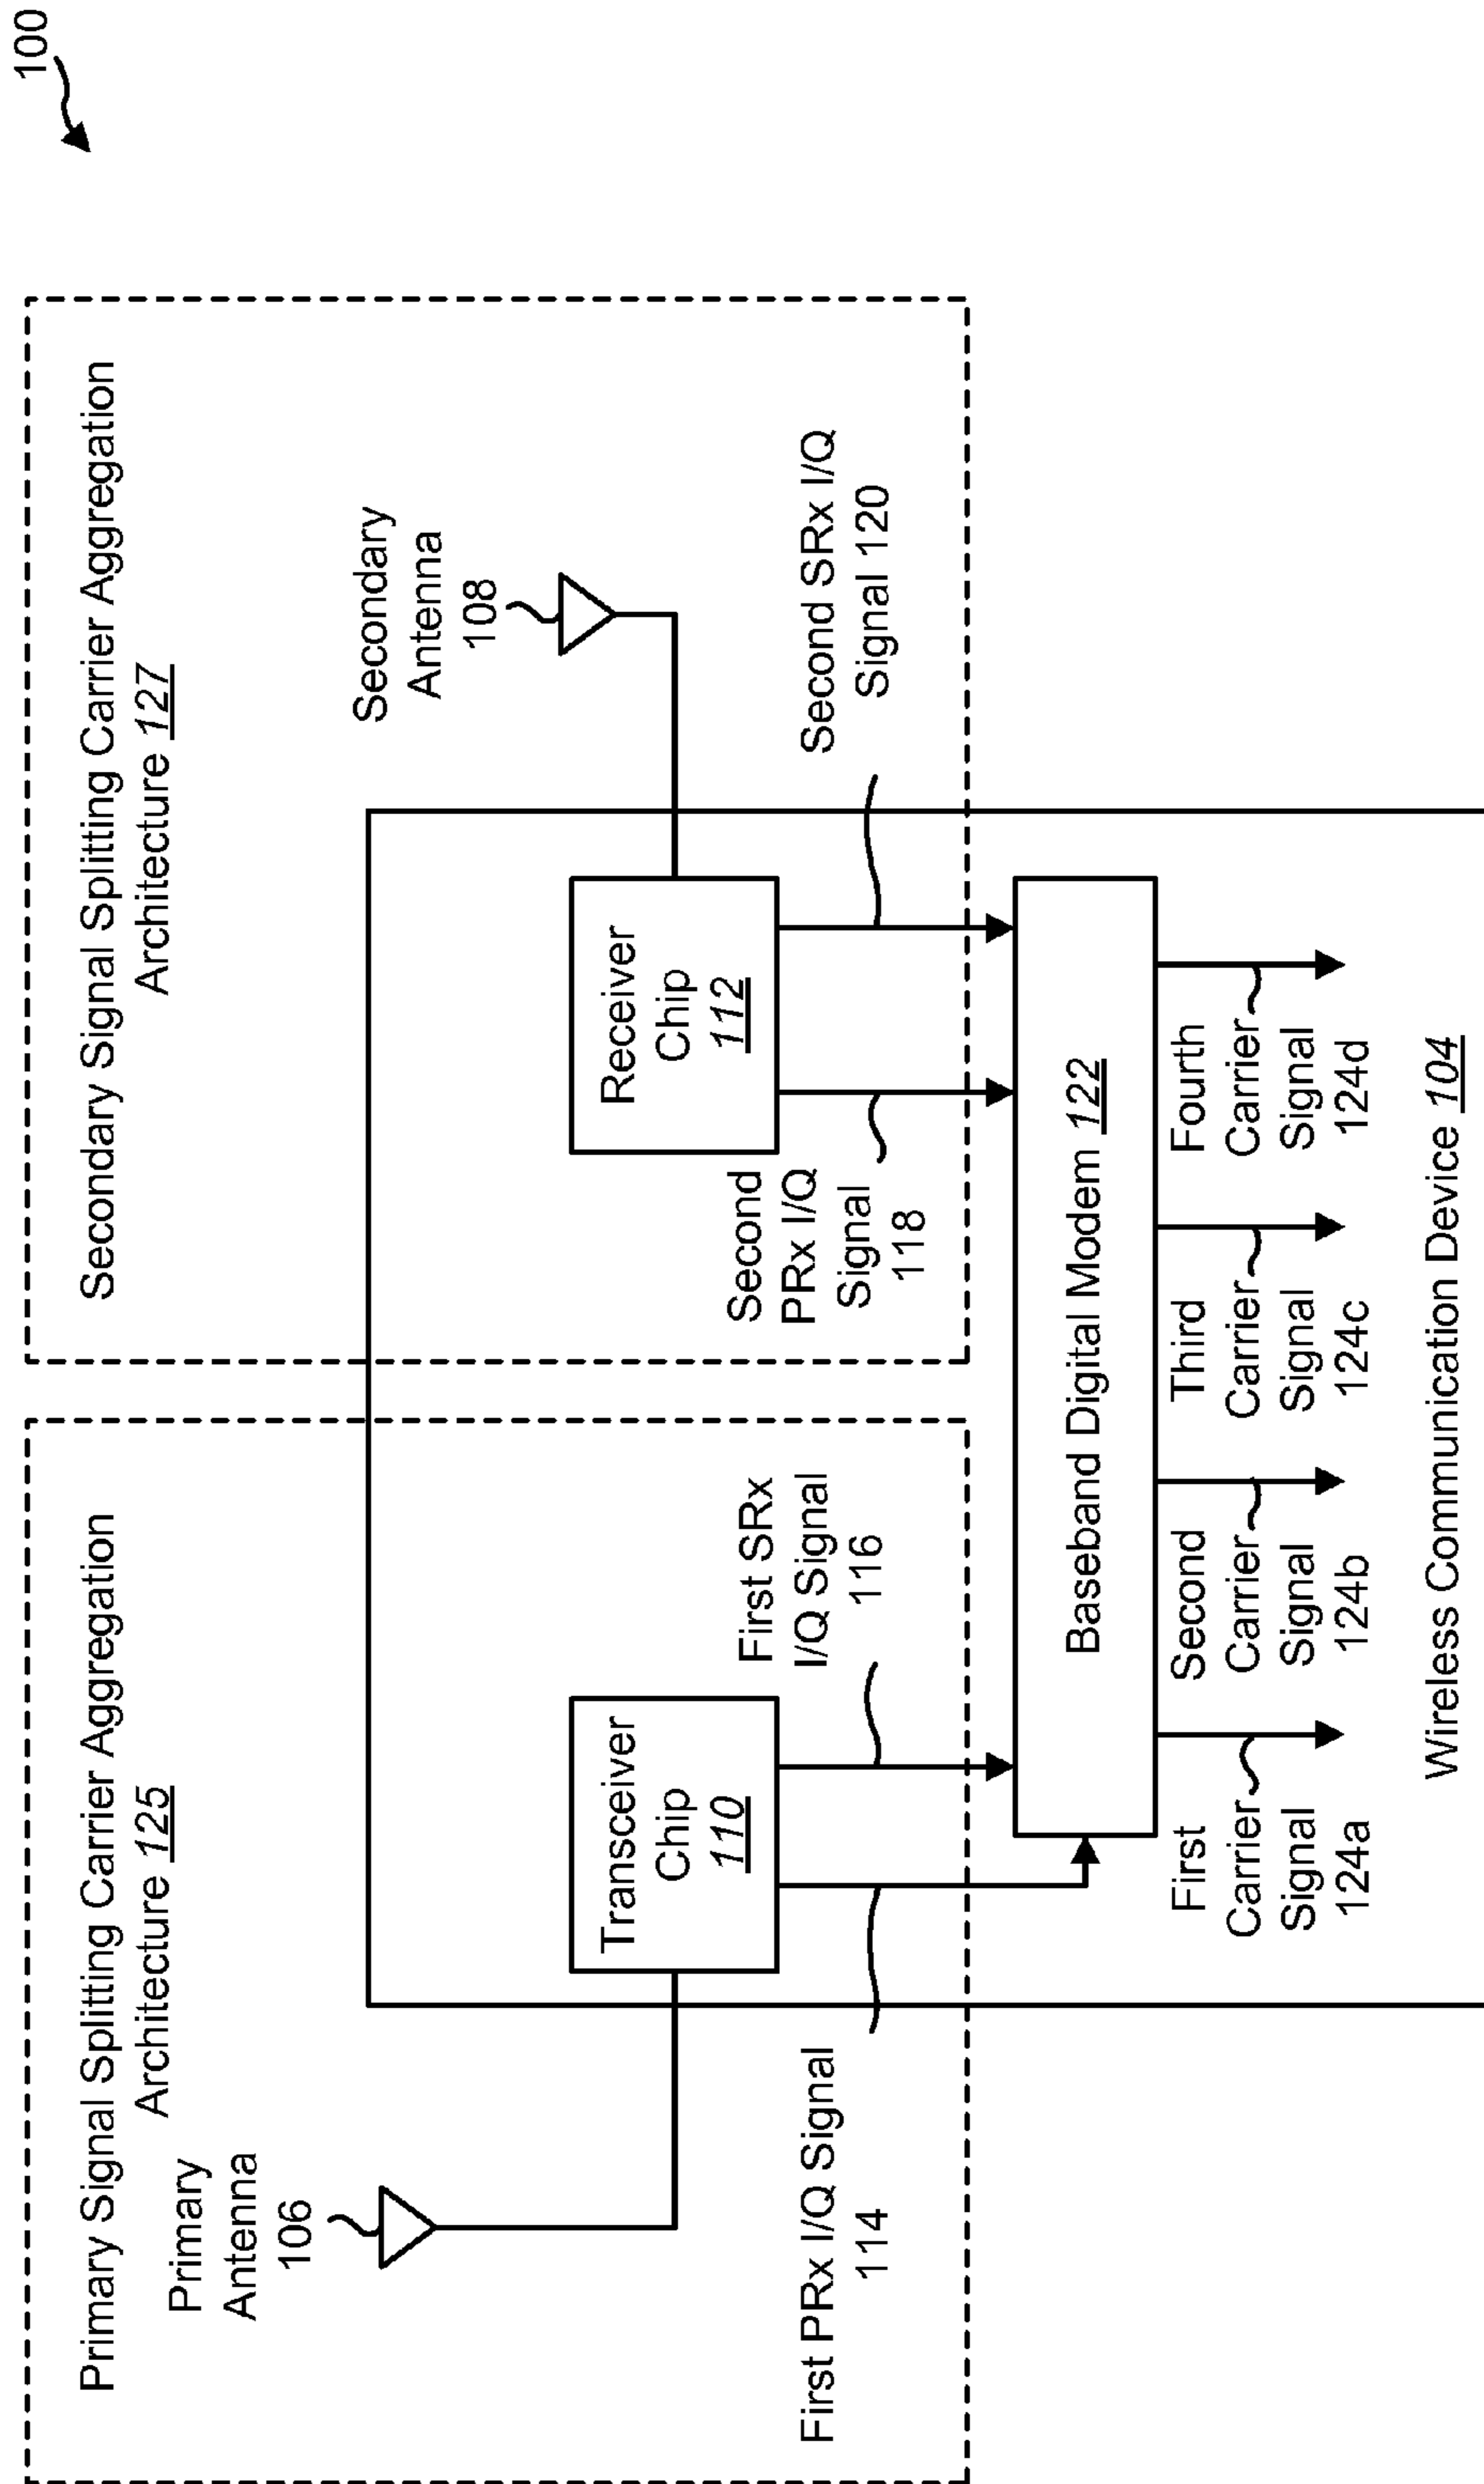 100
Primary Signal Splitting Carrier Aggregation
Architecture 125
Secondary Signal Splitting Carrier Aggregation
Architecture 127
Primary
Antenna
106
Secondary
Antenna
108
Transceiver
Chip
110
Receiver
Chip
112
First PRx I/Q Signal
114
First SRx
I/Q Signal
116
Second
PRx I/Q
Signal
118
Second SRx I/Q
Signal 120
Baseband Digital Modem 122
First
Carrier
Signal
124a
Second
Carrier
Signal
124b
Third
Carrier
Signal
124c
Fourth
Carrier
Signal
124d
Wireless Communication Device 104